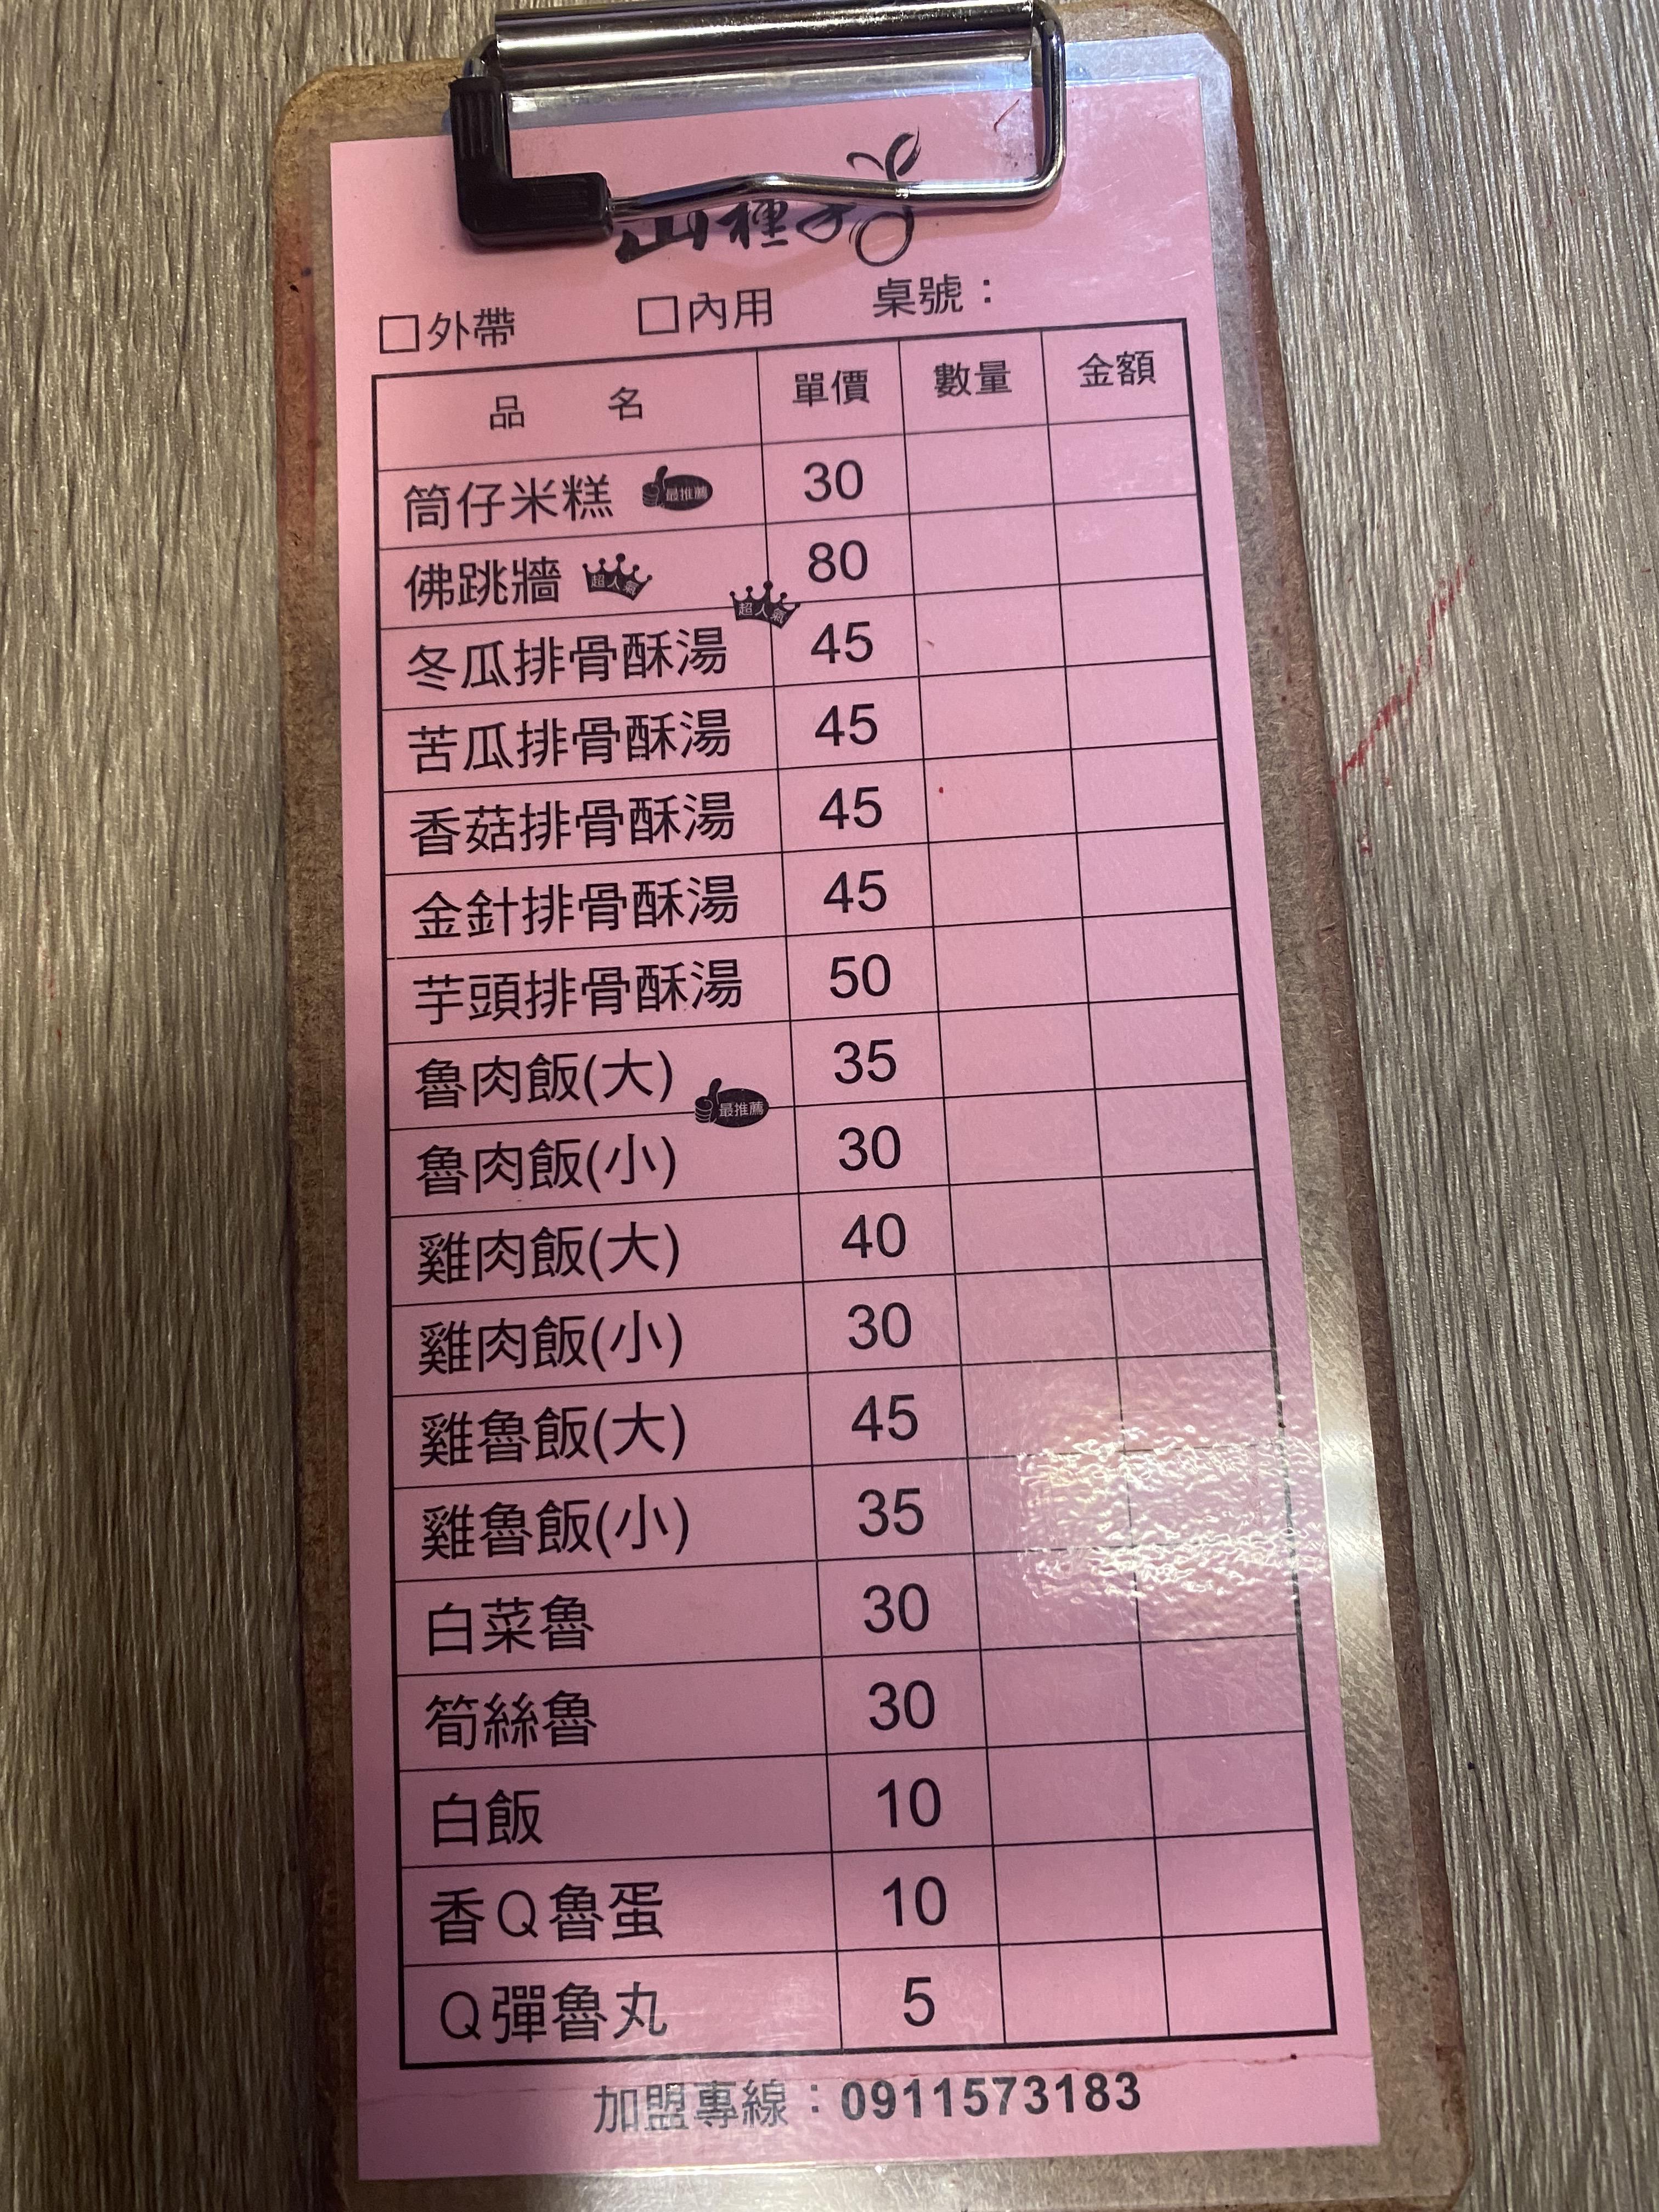 山種子
□外帶 □內用 桌號：
品名 單價 數量 金額
筒仔米糕 最推薦 30
佛跳牆 超人氣 80
超人氣
冬瓜排骨酥湯 45
苦瓜排骨酥湯 45
香菇排骨酥湯 45
金針排骨酥湯 45
芋頭排骨酥湯 50
魯肉飯(大) 35
最推薦
魯肉飯(小) 30
雞肉飯(大) 40
雞肉飯(小) 30
雞魯飯(大) 45
雞魯飯(小) 35
白菜魯 30
筍絲魯 30
白飯 10
香Q魯蛋 10
Q彈魯丸 5
加盟專線：0911573183